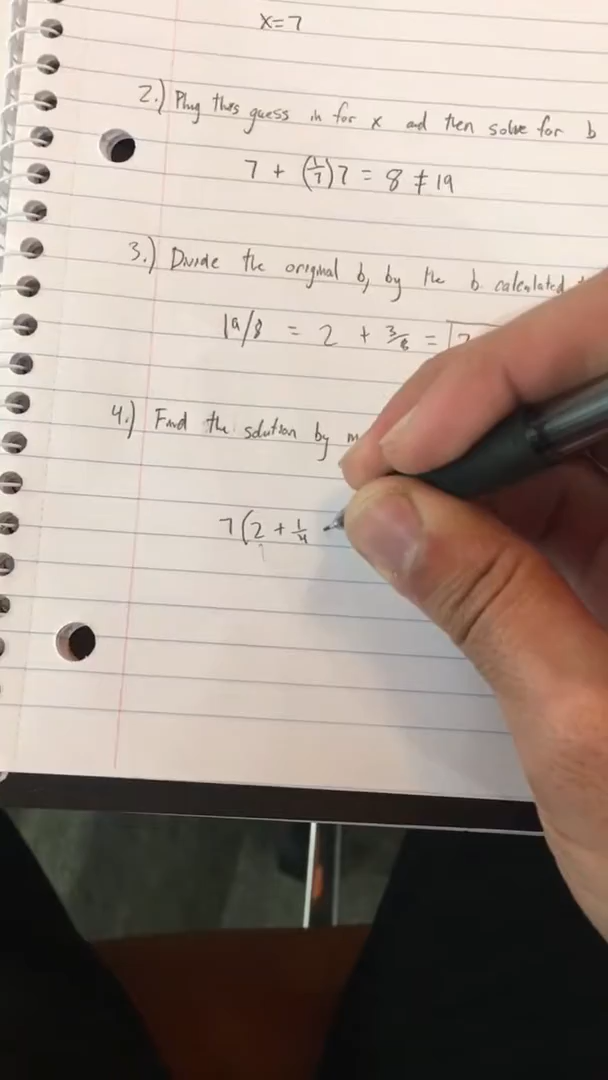 x=7
2.) Plug this guess in for x and then solve for b
7 + (1/7)7 = 8 ≠ 19
3.) Divide the original b, by the b calculated
19/8 = 2 + 3/8 =
4.) Find the solution by
7(2 + 1/4